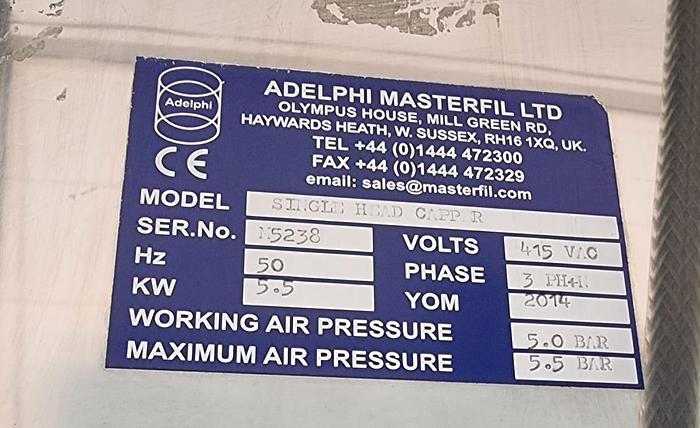 Adelphi
ADELPHI MASTERFIL LTD
OLYMPUS HOUSE, MILL GREEN RD,
HAYWARDS HEATH, W. SUSSEX, RH16 1XQ, UK.
TEL +44 (0)1444 472300
FAX +44 (0)1444 472329
email: sales@masterfil.com
CE
MODEL SINGLE HEAD CAPPER
SER.No. M5238 VOLTS 415 VAC
Hz 50 PHASE 3 PH+N
KW 5.5 YOM 2014
WORKING AIR PRESSURE 5.0 BAR
MAXIMUM AIR PRESSURE 5.5 BAR